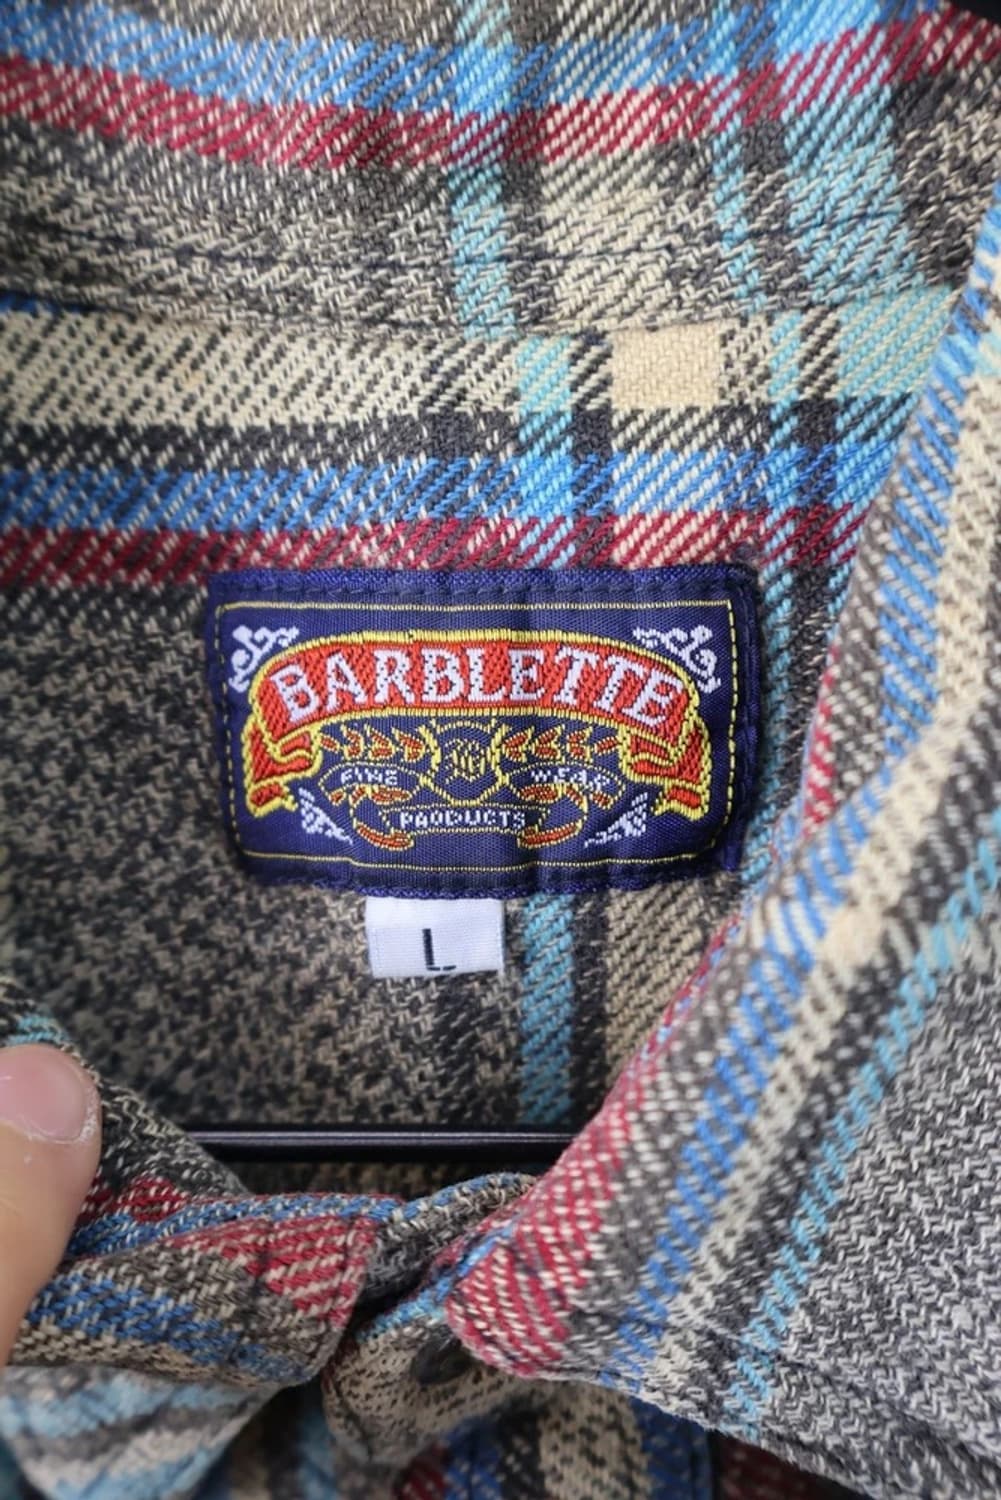 BARBLETTE
FINE WEAR
PRODUCTS
L